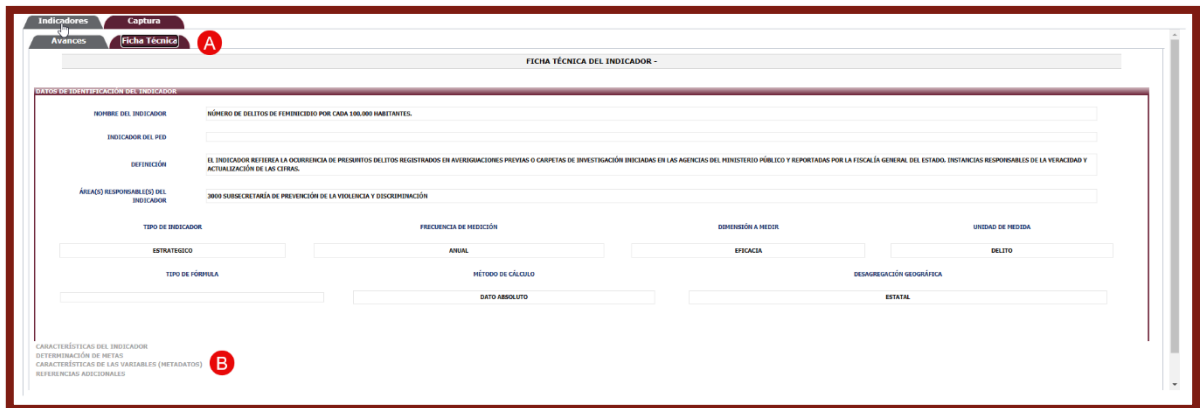 Indicadores Captura
Avances Ficha Técnica A
FICHA TÉCNICA DEL INDICADOR -
DATOS DE IDENTIFICACIÓN DEL INDICADOR
NOMBRE DEL INDICADOR NÚMERO DE DELITOS DE FEMINICIDIO POR CADA 100,000 HABITANTES.
INDICADOR DEL PED
DEFINICIÓN EL INDICADOR REFIEREA LA OCURRENCIA DE PRESUNTOS DELITOS REGISTRADOS EN AVERIGUACIONES PREVIAS O CARPETAS DE INVESTIGACIÓN INICIADAS EN LAS AGENCIAS DEL MINISTERIO PÚBLICO Y REPORTADAS POR LA FISCALÍA GENERAL DEL ESTADO. INSTANCIAS RESPONSABLES DE LA VERACIDAD Y
ACTUALIZACIÓN DE LAS CIFRAS.
ÁREA(S) RESPONSABLE(S) DEL
INDICADOR 3000 SUBSECRETARÍA DE PREVENCIÓN DE LA VIOLENCIA Y DISCRIMINACIÓN
TIPO DE INDICADOR FRECUENCIA DE MEDICIÓN DIMENSIÓN A MEDIR UNIDAD DE MEDIDA
ESTRATEGICO ANUAL EFICACIA DELITO
TIPO DE FÓRMULA MÉTODO DE CÁLCULO DESAGREGACIÓN GEOGRÁFICA
DATO ABSOLUTO ESTATAL
CARACTERÍSTICAS DEL INDICADOR
DETERMINACIÓN DE METAS
CARACTERÍSTICAS DE LAS VARIABLES (METADATOS) B
REFERENCIAS ADICIONALES